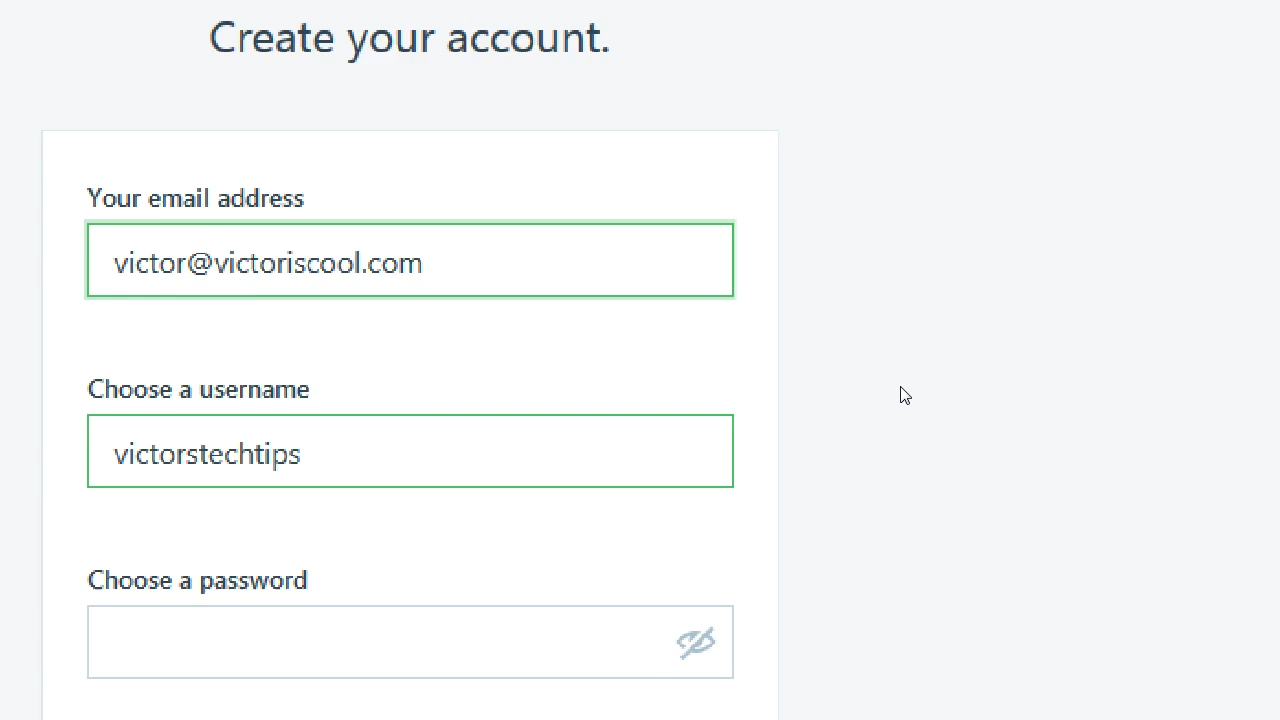 Create your account.
Your email address
victor@victoriscool.com
Choose a username
victorstechtips
Choose a password